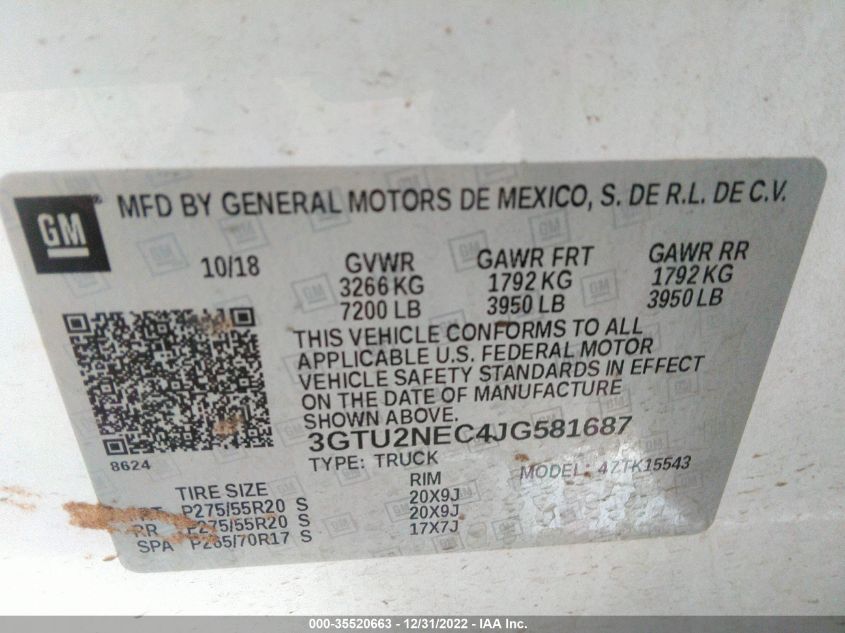 GM ® MFD BY GENERAL MOTORS DE MEXICO, S. DE R.L. DE C.V.
10/18 GVWR GAWR FRT GAWR RR
3266 KG 1792 KG 1792 KG
7200 LB 3950 LB 3950 LB
THIS VEHICLE CONFORMS TO ALL
APPLICABLE U.S. FEDERAL MOTOR
VEHICLE SAFETY STANDARDS IN EFFECT
ON THE DATE OF MANUFACTURE
SHOWN ABOVE.
3GTU2NEC4JG581687
8624 TYPE: TRUCK MODEL: 47TK15543
TIRE SIZE RIM
P275/55R20 S 20X9J
RR P275/55R20 S 20X9J
SPA P265/70R17 S 17X7J
000-35520663 - 12/31/2022 - IAA Inc.